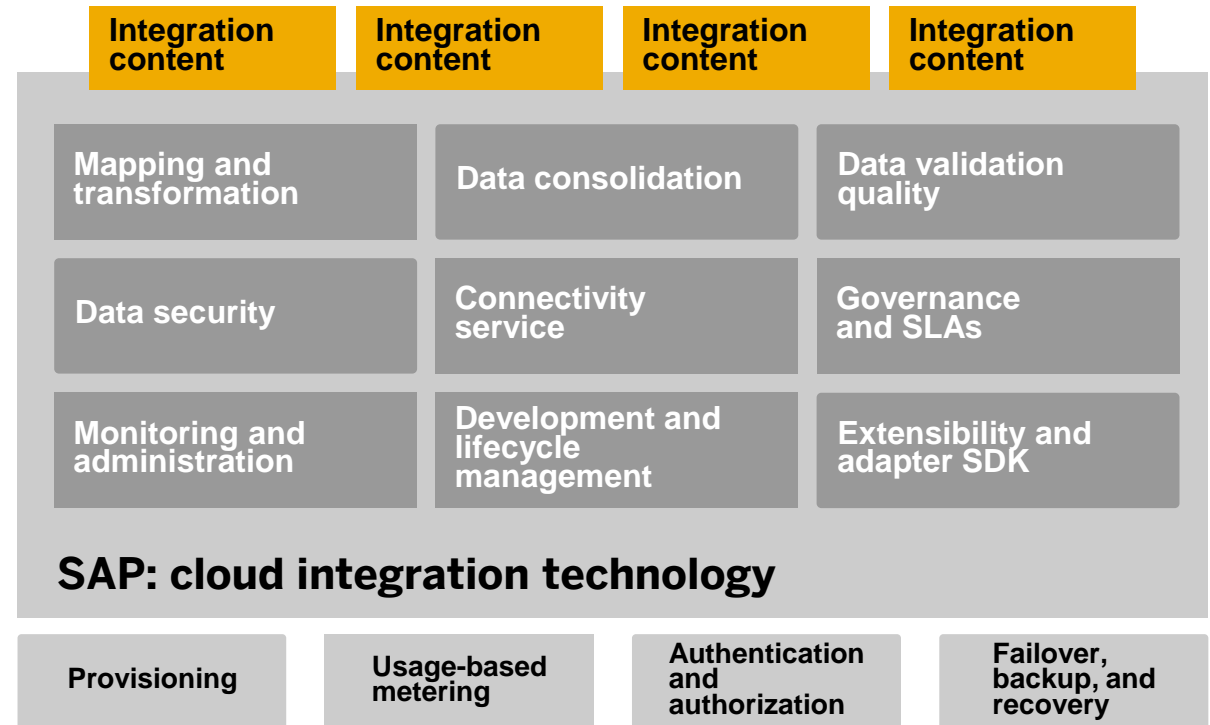 Integration
content
Integration
content
Integration
content
Integration
content
Mapping and
transformation
Data consolidation
Data validation
quality
Data security
Connectivity
service
Governance
and SLAs
Monitoring and
administration
Development and
lifecycle
management
Extensibility and
adapter SDK
SAP: cloud integration technology
Provisioning
Usage-based
metering
Authentication
and
authorization
Failover,
backup, and
recovery